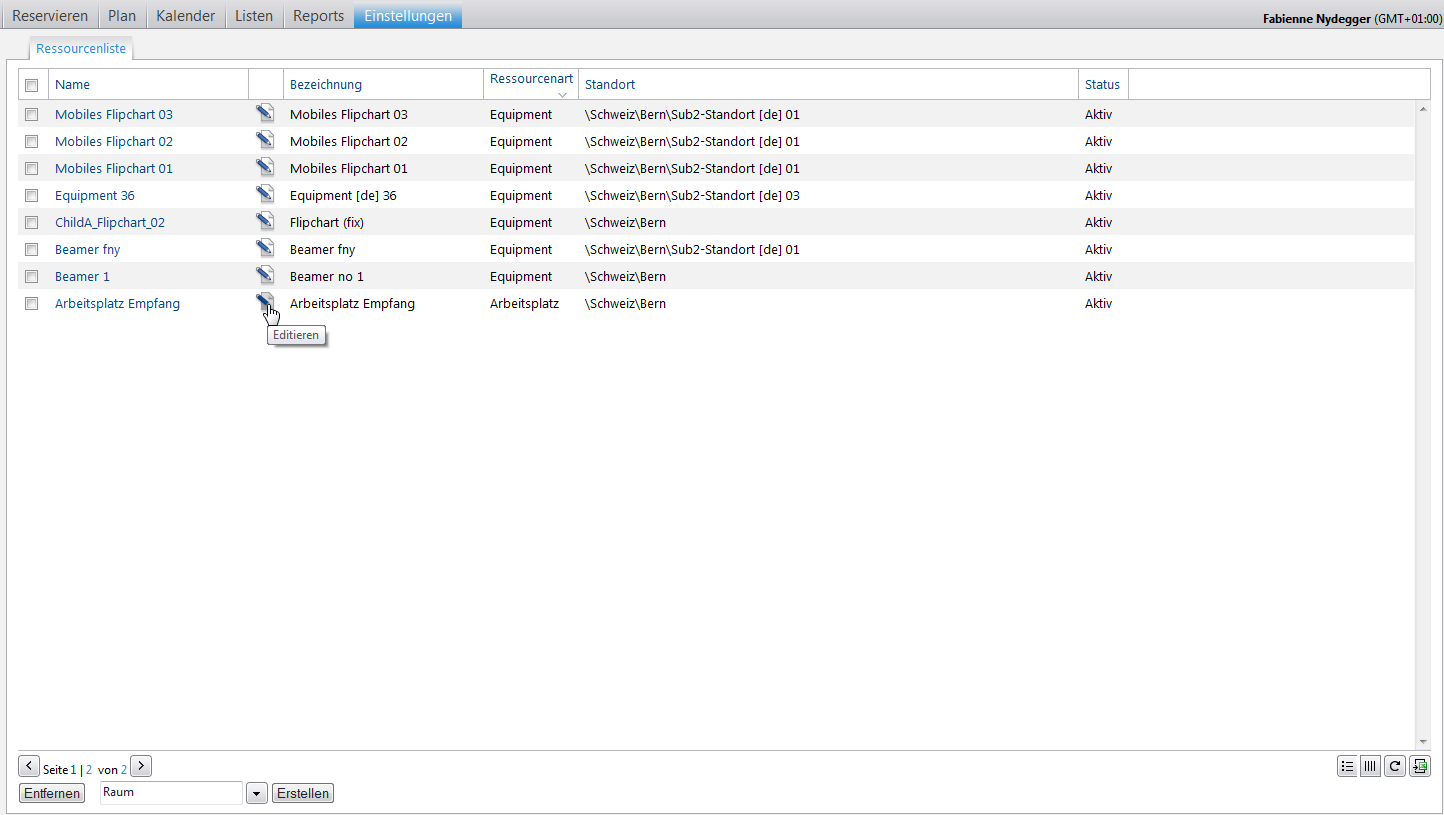 Reservieren Plan Kalender Listen Reports Einstellungen Fabienne Nydegger (GMT+01:00)
Ressourcenliste
Name Bezeichnung Ressourcenart Standort Status
Mobiles Flipchart 03 Mobiles Flipchart 03 Equipment \Schweiz\Bern\Sub2-Standort [de] 01 Aktiv
Mobiles Flipchart 02 Mobiles Flipchart 02 Equipment \Schweiz\Bern\Sub2-Standort [de] 01 Aktiv
Mobiles Flipchart 01 Mobiles Flipchart 01 Equipment \Schweiz\Bern\Sub2-Standort [de] 01 Aktiv
Equipment 36 Equipment [de] 36 Equipment \Schweiz\Bern\Sub2-Standort [de] 03 Aktiv
ChildA_Flipchart_02 Flipchart (fix) Equipment \Schweiz\Bern Aktiv
Beamer fny Beamer fny Equipment \Schweiz\Bern\Sub2-Standort [de] 01 Aktiv
Beamer 1 Beamer no 1 Equipment \Schweiz\Bern Aktiv
Arbeitsplatz Empfang Arbeitsplatz Empfang Arbeitsplatz \Schweiz\Bern Aktiv
Editieren
Seite 1 | 2 von 2
Entfernen Raum Erstellen